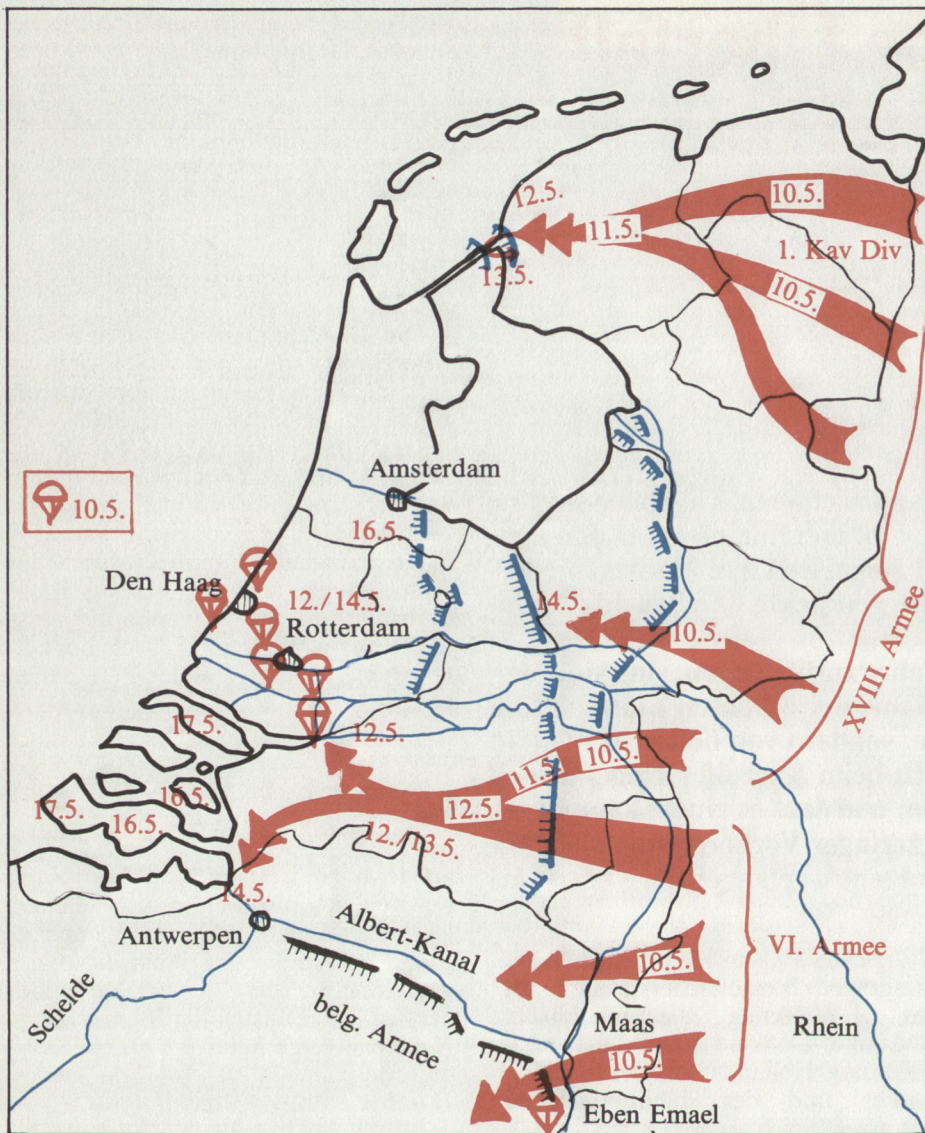 12.5.
10.5.
11.5.
1. Kav Div
13.5.
10.5.
Amsterdam
10.5.
16.5.
Den Haag
12./14.5.
14.5.
Rotterdam
10.5.
XVIII. Armee
17.5.
12.5.
10.5.
11.5.
16.5.
17.5.
12.5.
16.5.
12./13.5.
14.5.
Antwerpen
Albert-Kanal
VI. Armee
10.5.
Schelde
belg. Armee
Maas
Rhein
10.5.
Eben Emael